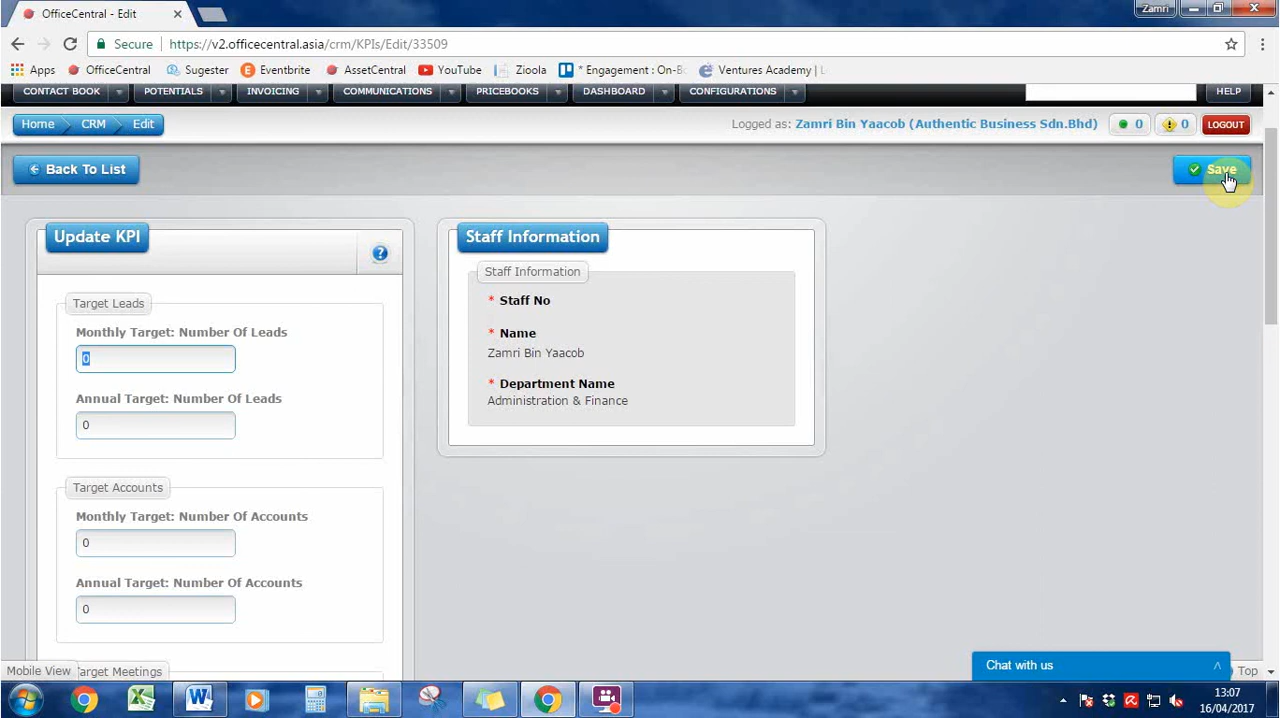 OfficeCentral - Edit
Zamri
Secure https://v2.officecentral.asia/crm/KPIs/Edit/33509
Apps OfficeCentral Sugester Eventbrite AssetCentral YouTube Zioola * Engagement : On-B Ventures Academy | L
CONTACT BOOK POTENTIALS INVOICING COMMUNICATIONS PRICEBOOKS DASHBOARD CONFIGURATIONS HELP
Home CRM Edit Logged as: Zamri Bin Yaacob (Authentic Business Sdn.Bhd) 0 0 LOGOUT
Back To List Save
Update KPI
?
Target Leads
Monthly Target: Number Of Leads
0
Annual Target: Number Of Leads
0
Target Accounts
Monthly Target: Number Of Accounts
0
Annual Target: Number Of Accounts
0
Target Meetings
Staff Information
Staff Information
* Staff No
* Name
Zamri Bin Yaacob
* Department Name
Administration & Finance
Mobile View
Chat with us
Top
13:07
16/04/2017